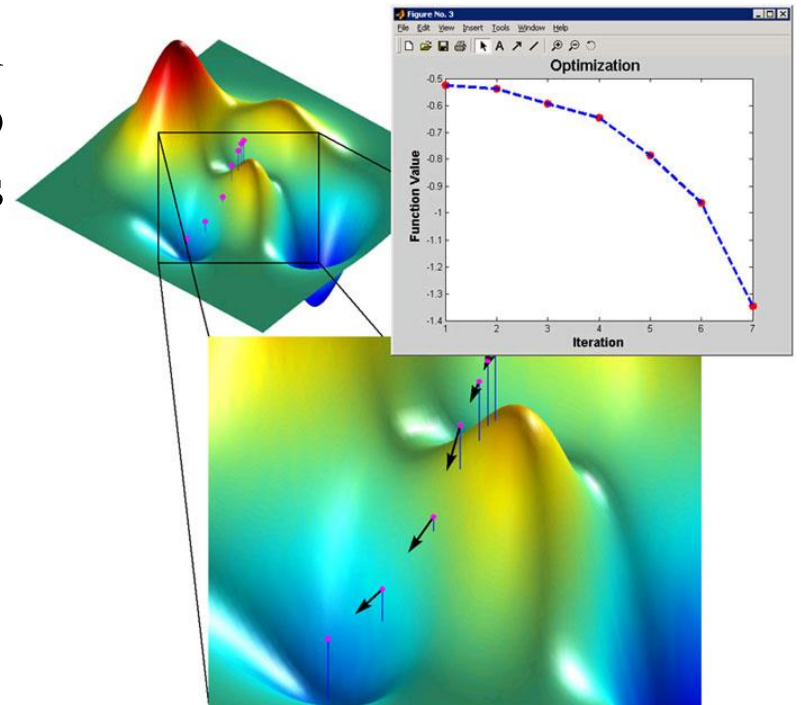 Figure No. 3
File Edit View Insert Tools Window Help
A
Optimization
-0.5
-0.6
-0.7
-0.8
-0.9
-1
-1.1
-1.2
-1.3
-1.4
Function Value
1 2 3 4 5 6 7
Iteration